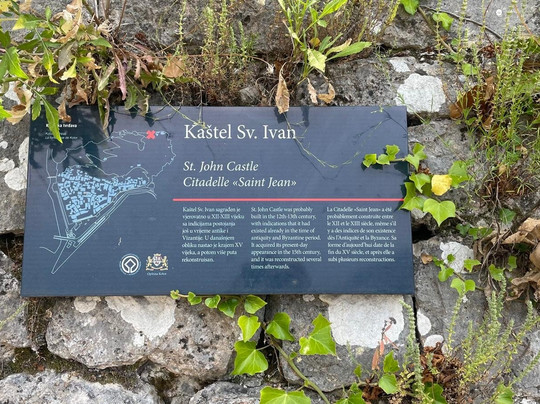 Kaštel Sv. Ivan
St. John Castle
Citadelle «Saint Jean»
Kaštel Sv. Ivan sagrađen je
vjerovatno u XII-XIII vijeku
sa indicijama postojanja
još u vrijeme antike i
Vizantije. U današnjem
obliku nastao je krajem XV
vijeka, a potom više puta
rekonstruisan.
St. John Castle was probably
built in the 12th-13th century,
with indications that it had
existed already in the time of
antiquity and Byzantine period.
It acquired its present-day
appearance in the 15th century,
and it was reconstructed several
times afterwards.
La Citadelle «Saint Jean» a été
probablement construite entre
le XII et le XIII siècle, même s'il
y a des indices de son existence
dès l'Antiquité et la Byzance. Sa
forme d'aujourd'hui date de la
fin du XV siècle, et après elle a
subi plusieurs reconstructions.